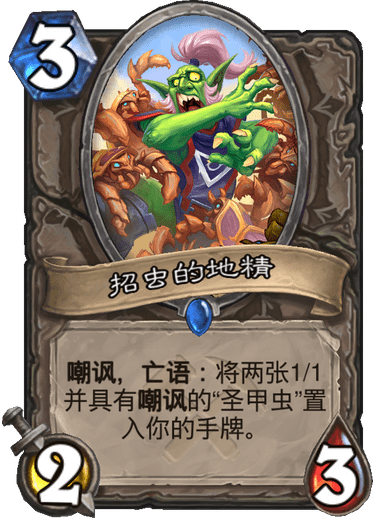 3
招虫的地精
嘲讽，亡语：将两张1/1
并具有嘲讽的“圣甲虫”置
入你的手牌。
2
3